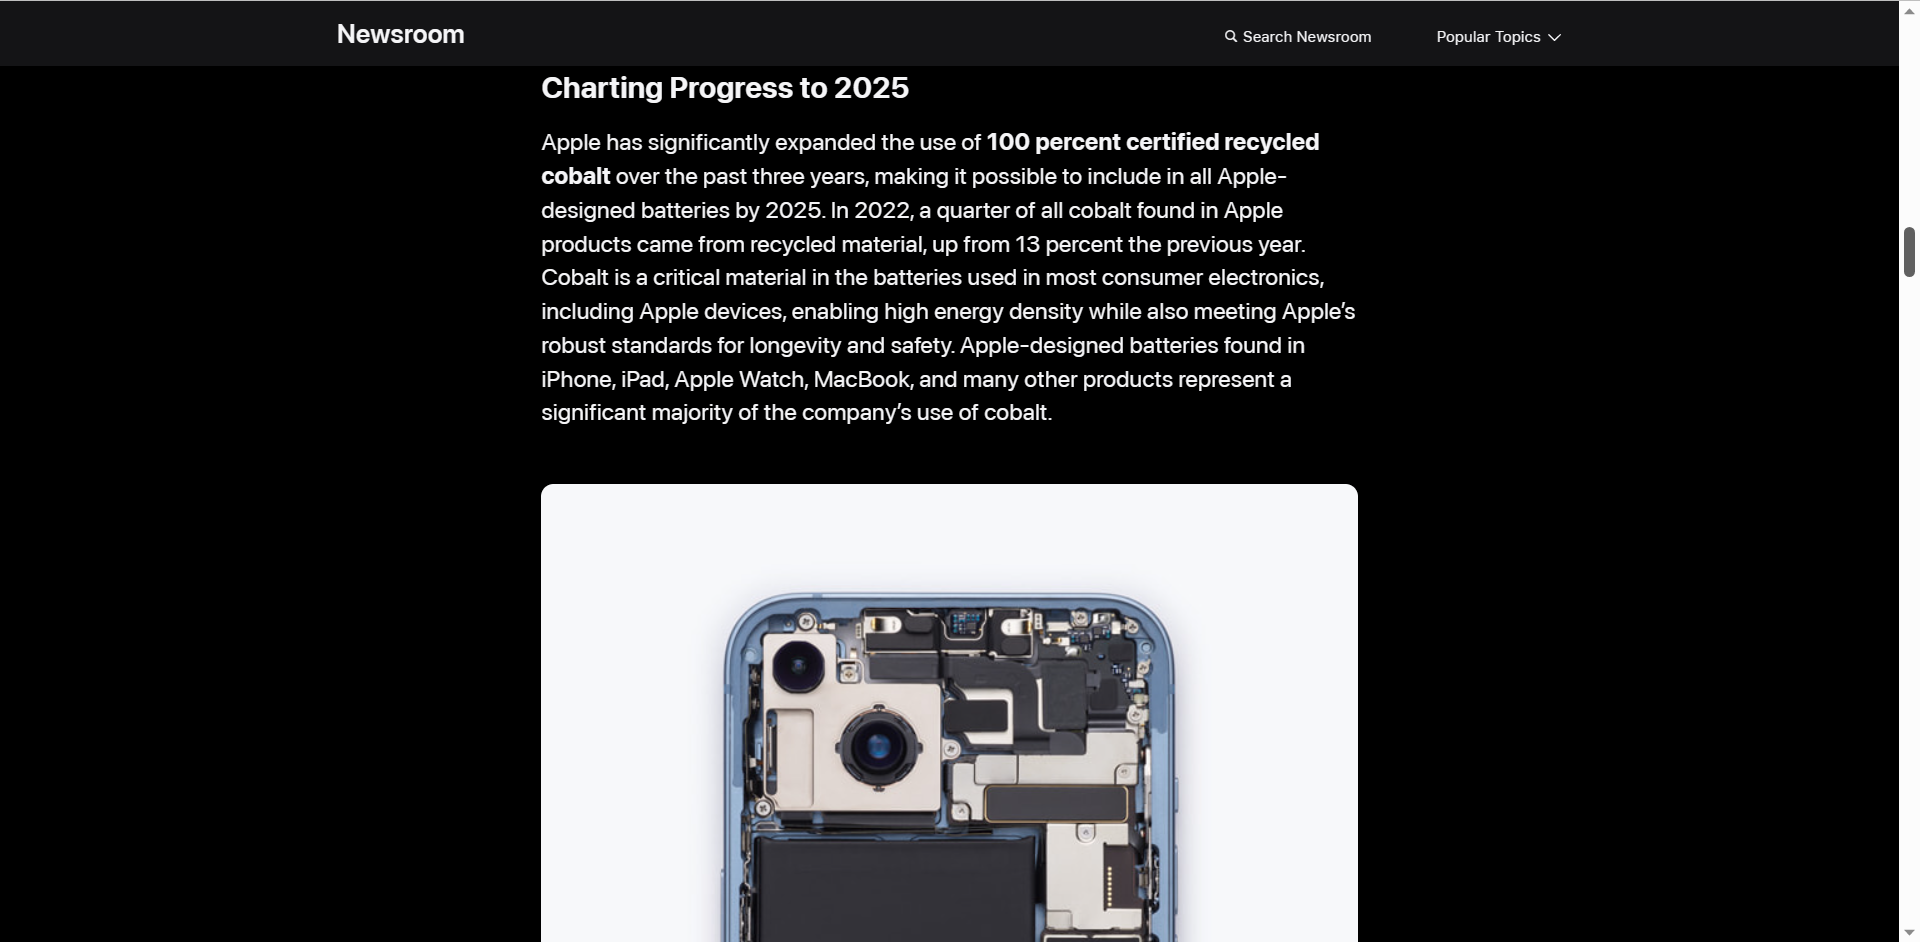 Newsroom
Search Newsroom
Popular Topics
Charting Progress to 2025
Apple has significantly expanded the use of 100 percent certified recycled
cobalt over the past three years, making it possible to include in all Apple-
designed batteries by 2025. In 2022, a quarter of all cobalt found in Apple
products came from recycled material, up from 13 percent the previous year.
Cobalt is a critical material in the batteries used in most consumer electronics,
including Apple devices, enabling high energy density while also meeting Apple’s
robust standards for longevity and safety. Apple-designed batteries found in
iPhone, iPad, Apple Watch, MacBook, and many other products represent a
significant majority of the company’s use of cobalt.